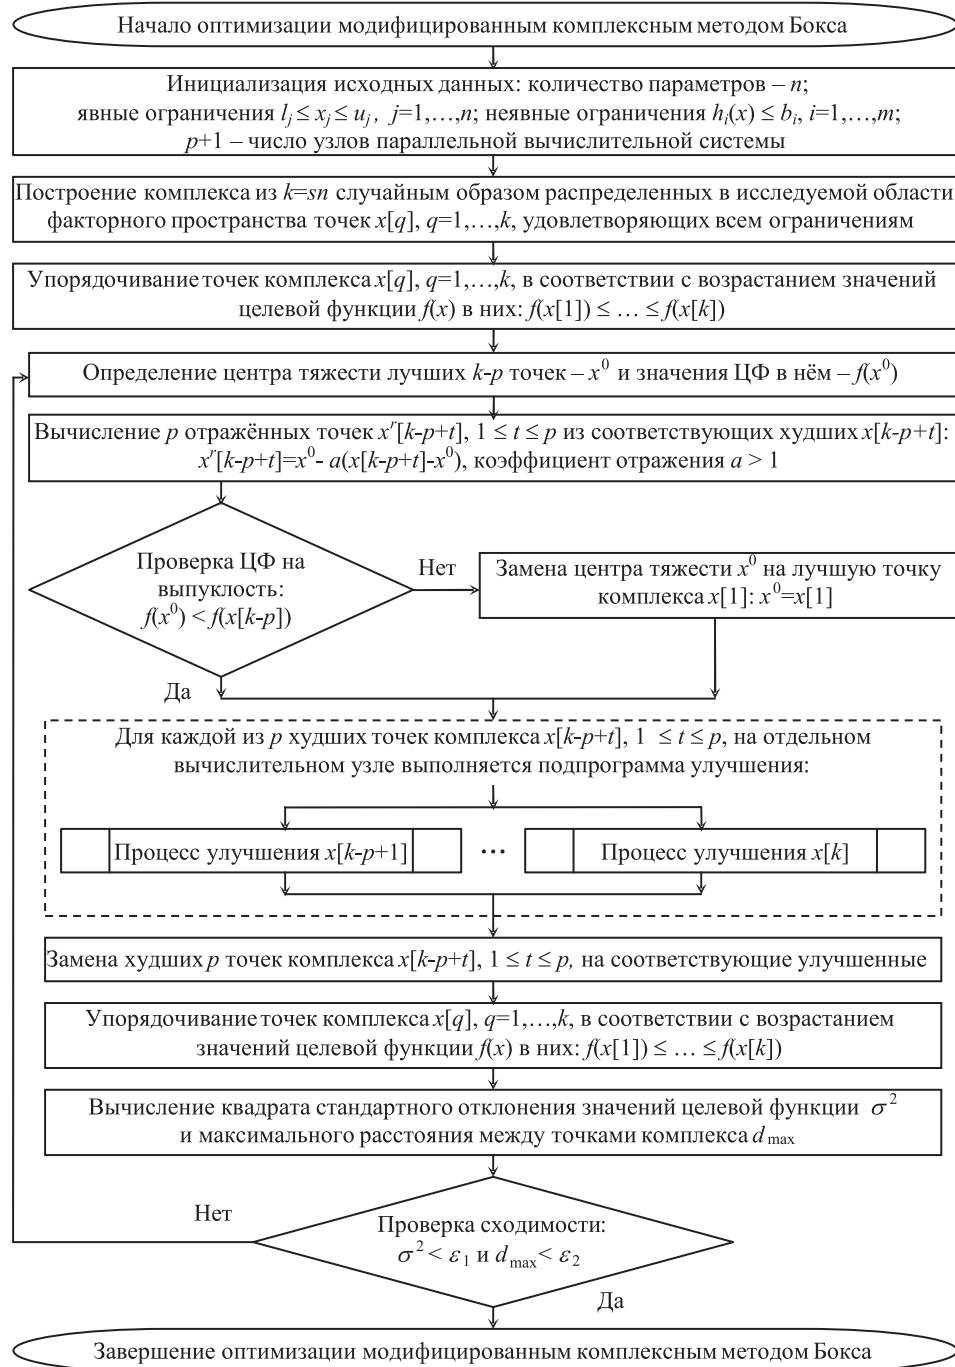 Начало оптимизации модифицированным комплексным методом Бокса
Инициализация исходных данных: количество параметров – n;
явные ограничения l_j ≤ x_j ≤ u_j, j=1,…,n; неявные ограничения h_i(x) ≤ b_i, i=1,…,m;
p+1 – число узлов параллельной вычислительной системы
Построение комплекса из k=sn случайным образом распределенных в исследуемой области
факторного пространства точек x[q], q=1,…,k, удовлетворяющих всем ограничениям
Упорядочивание точек комплекса x[q], q=1,…,k, в соответствии с возрастанием значений
целевой функции f(x) в них: f(x[1]) ≤ … ≤ f(x[k])
Определение центра тяжести лучших k-p точек – x^0 и значения ЦФ в нём – f(x^0)
Вычисление p отражённых точек x^r[k-p+t], 1 ≤ t ≤ p из соответствующих худших x[k-p+t]:
x^r[k-p+t]=x^0- a(x[k-p+t]-x^0), коэффициент отражения a > 1
Проверка ЦФ на
выпуклость:
f(x^0) < f(x[k-p])
Нет
Замена центра тяжести x^0 на лучшую точку
комплекса x[1]: x^0=x[1]
Да
Для каждой из p худших точек комплекса x[k-p+t], 1 ≤ t ≤ p, на отдельном
вычислительном узле выполняется подпрограмма улучшения:
Процесс улучшения x[k-p+1]
…
Процесс улучшения x[k]
Замена худших p точек комплекса x[k-p+t], 1 ≤ t ≤ p, на соответствующие улучшенные
Упорядочивание точек комплекса x[q], q=1,…,k, в соответствии с возрастанием
значений целевой функции f(x) в них: f(x[1]) ≤ … ≤ f(x[k])
Вычисление квадрата стандартного отклонения значений целевой функции σ^2
и максимального расстояния между точками комплекса d_max
Нет
Проверка сходимости:
σ^2 < ε_1 и d_max < ε_2
Да
Завершение оптимизации модифицированным комплексным методом Бокса